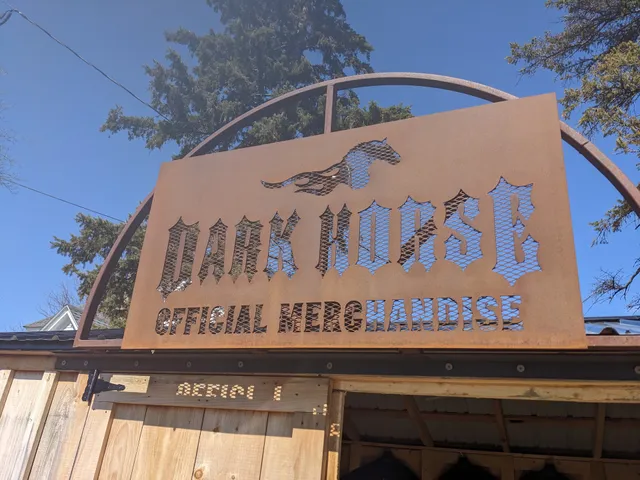 DARK HORSE
OFFICIAL MERCHANDISE